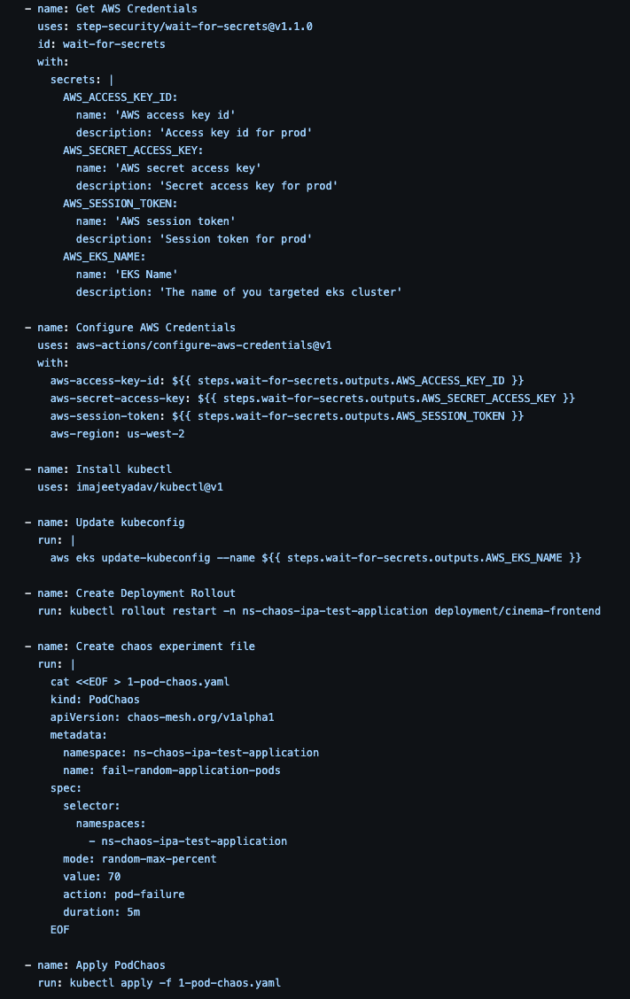 - name: Get AWS Credentials
  uses: step-security/wait-for-secrets@v1.1.0
  id: wait-for-secrets
  with:
    secrets: |
      AWS_ACCESS_KEY_ID:
        name: 'AWS access key id'
        description: 'Access key id for prod'
      AWS_SECRET_ACCESS_KEY:
        name: 'AWS secret access key'
        description: 'Secret access key for prod'
      AWS_SESSION_TOKEN:
        name: 'AWS session token'
        description: 'Session token for prod'
      AWS_EKS_NAME:
        name: 'EKS Name'
        description: 'The name of you targeted eks cluster'

- name: Configure AWS Credentials
  uses: aws-actions/configure-aws-credentials@v1
  with:
    aws-access-key-id: ${{ steps.wait-for-secrets.outputs.AWS_ACCESS_KEY_ID }}
    aws-secret-access-key: ${{ steps.wait-for-secrets.outputs.AWS_SECRET_ACCESS_KEY }}
    aws-session-token: ${{ steps.wait-for-secrets.outputs.AWS_SESSION_TOKEN }}
    aws-region: us-west-2

- name: Install kubectl
  uses: imajeetyadav/kubectl@v1

- name: Update kubeconfig
  run: |
    aws eks update-kubeconfig --name ${{ steps.wait-for-secrets.outputs.AWS_EKS_NAME }}

- name: Create Deployment Rollout
  run: kubectl rollout restart -n ns-chaos-ipa-test-application deployment/cinema-frontend

- name: Create chaos experiment file
  run: |
    cat <<EOF > 1-pod-chaos.yaml
    kind: PodChaos
    apiVersion: chaos-mesh.org/v1alpha1
    metadata:
      namespace: ns-chaos-ipa-test-application
      name: fail-random-application-pods
    spec:
      selector:
        namespaces:
          - ns-chaos-ipa-test-application
      mode: random-max-percent
      value: 70
      action: pod-failure
      duration: 5m
    EOF

- name: Apply PodChaos
  run: kubectl apply -f 1-pod-chaos.yaml